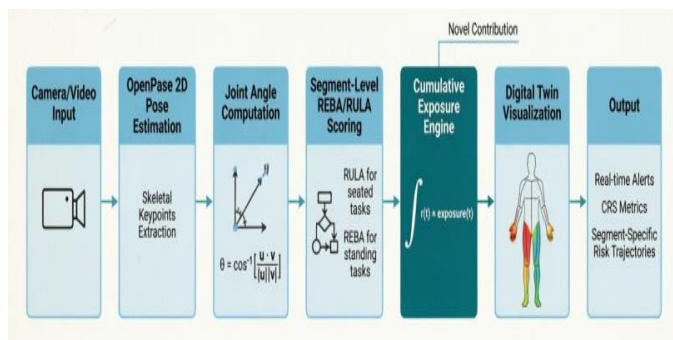 Novel Contribution
Camera/Video
Input
OpenPase 2D
Pose
Estimation
Skeletal
Keypoints
Extraction
Joint Angle
Computation
θ = cos⁻¹[u · v / |u||v|]
Segment-Level
REBA/RULA
Scoring
RULA for
seated
tasks
REBA for
standing
tasks
Cumulative
Exposure
Engine
∫ r(t) × exposure(t)
Digital Twin
Visualization
Output
Real-time Alerts
CRS Metrics
Segment-Specific
Risk Trajectories